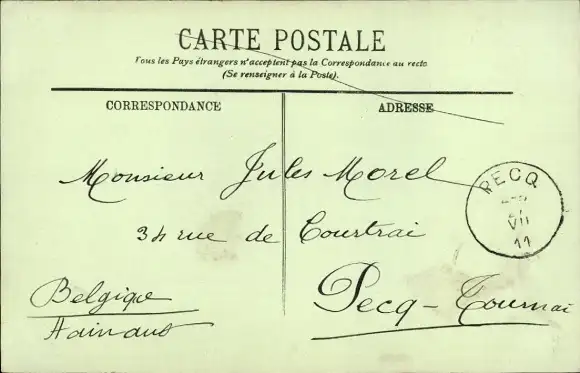 CARTE POSTALE
Tous les Pays étrangers n'acceptent pas la Correspondance au recto
(Se renseigner à la Poste).
CORRESPONDANCE
ADRESSE
Monsieur Jules Morel
34 rue de Courtrai
Pecq - Tournai
Belgique
Hainaut
PECQ
VII
11